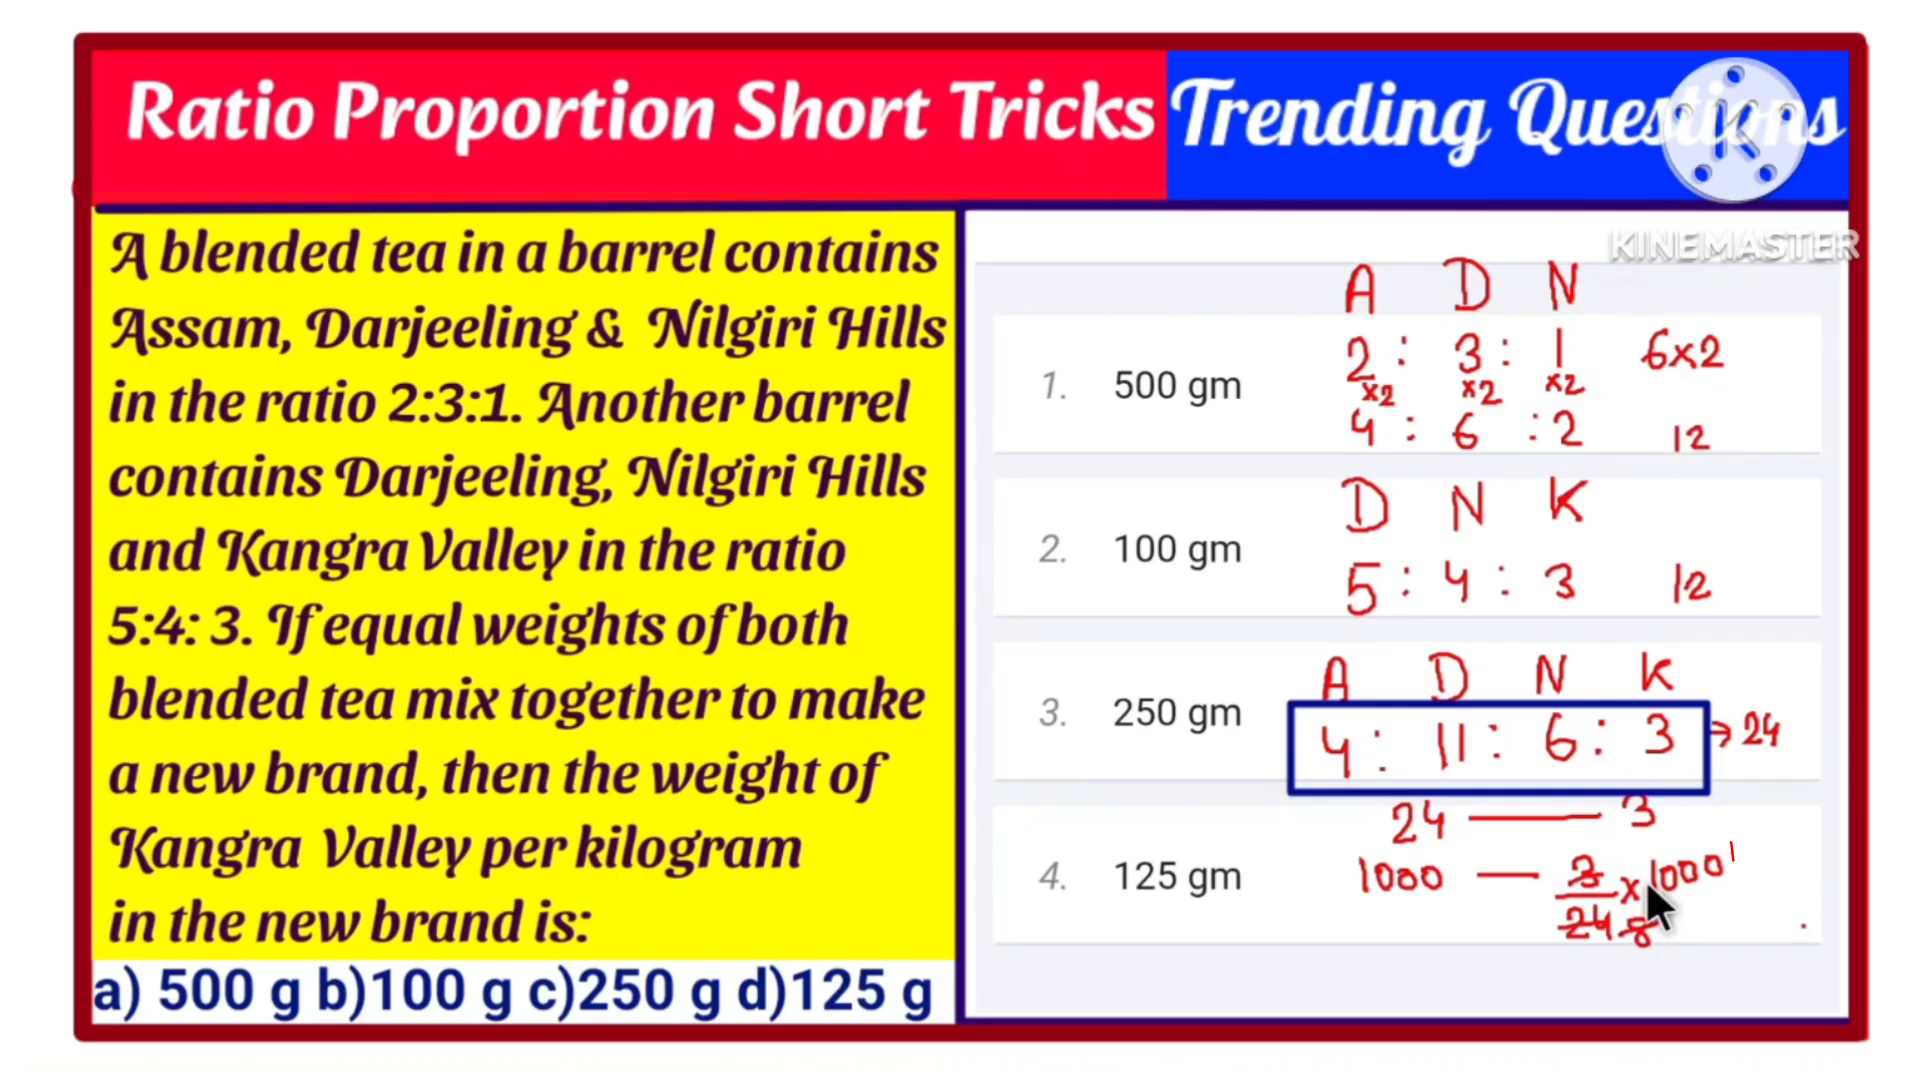 Ratio Proportion Short Tricks
Trending Questions
KINEMASTER
A blended tea in a barrel contains
Assam, Darjeeling & Nilgiri Hills
in the ratio 2:3:1. Another barrel
contains Darjeeling, Nilgiri Hills
and Kangra Valley in the ratio
5:4: 3. If equal weights of both
blended tea mix together to make
a new brand, then the weight of
Kangra Valley per kilogram
in the new brand is:
a) 500 g b)100 g c)250 g d)125 g
A D N
2 : 3 : 1 6x2
1. 500 gm
x2 x2 x2
4 : 6 : 2 12
D N K
2. 100 gm
5 : 4 : 3 12
A D N K
3. 250 gm
4 : 11 : 6 : 3 → 24
24 — 3
4. 125 gm
1000 — 3/24 x 1000 1
8